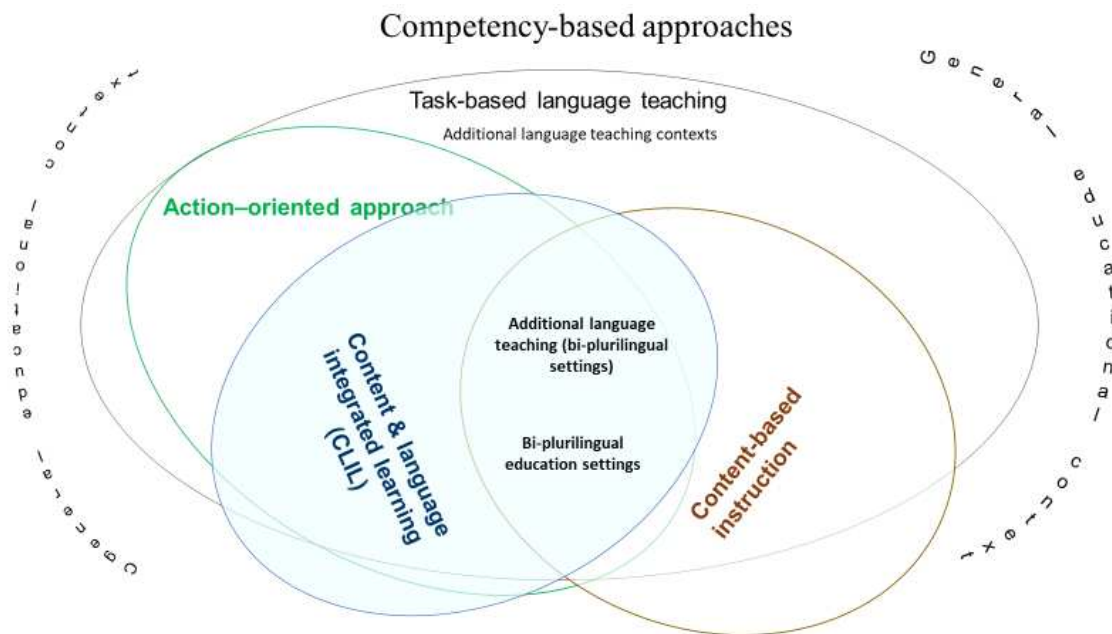 Competency-based approaches
Cgeneral educational context
General educational context
Task-based language teaching
Additional language teaching contexts
Action–oriented approach
Content & language
integrated learning
(CLIL)
Additional language
teaching (bi-plurilingual
settings)
Bi-plurilingual
education settings
Content-based
instruction